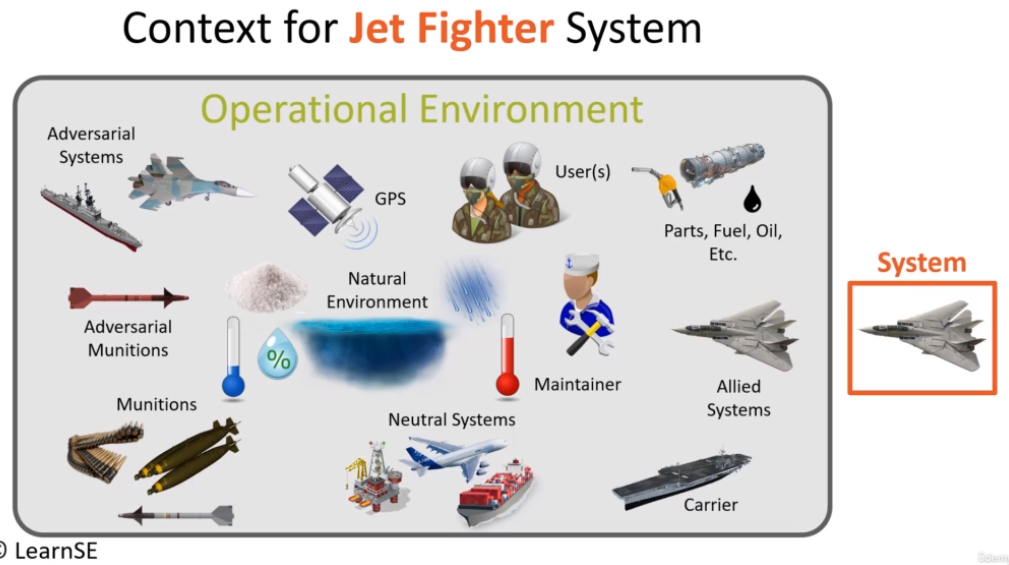 Context for Jet Fighter System
Operational Environment
Adversarial
Systems
GPS
User(s)
Parts, Fuel, Oil,
Etc.
System
Natural
Environment
%
Adversarial
Munitions
Maintainer
Allied
Systems
Munitions
Neutral Systems
Carrier
© LearnSE